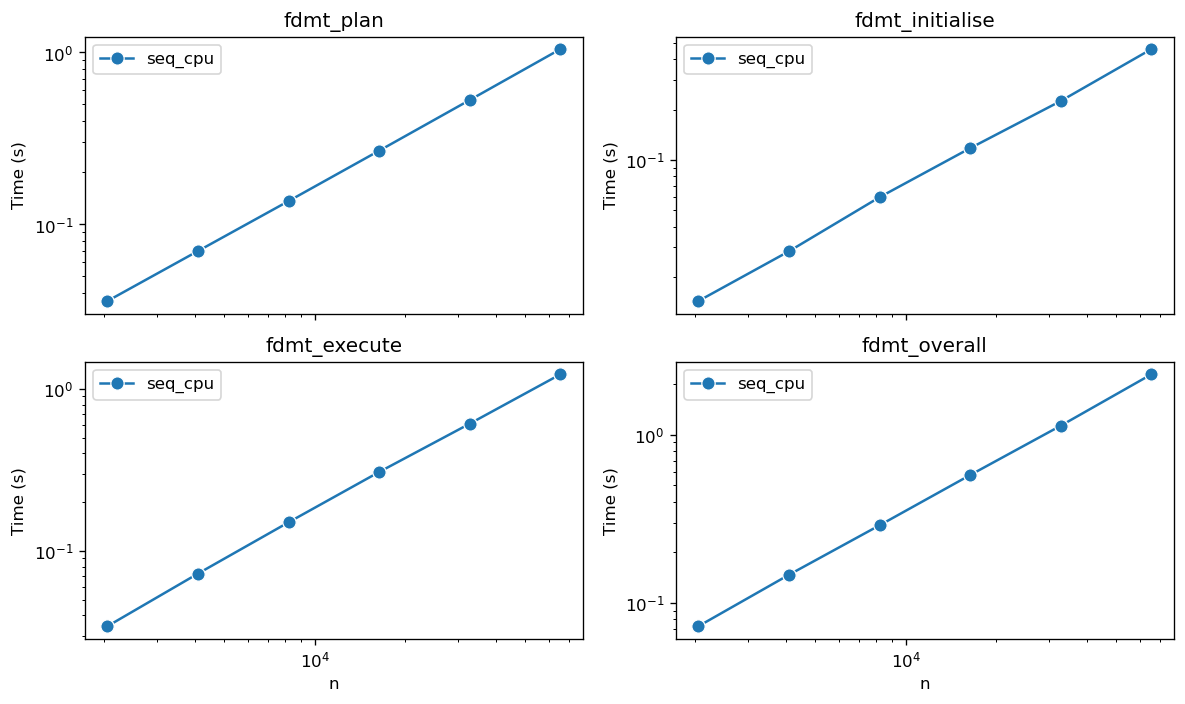 fdmt_plan
seq_cpu
Time (s)
10⁰
10⁻¹
fdmt_initialise
seq_cpu
Time (s)
10⁻¹
fdmt_execute
seq_cpu
Time (s)
10⁰
10⁻¹
10⁴
n
fdmt_overall
seq_cpu
Time (s)
10⁰
10⁻¹
10⁴
n